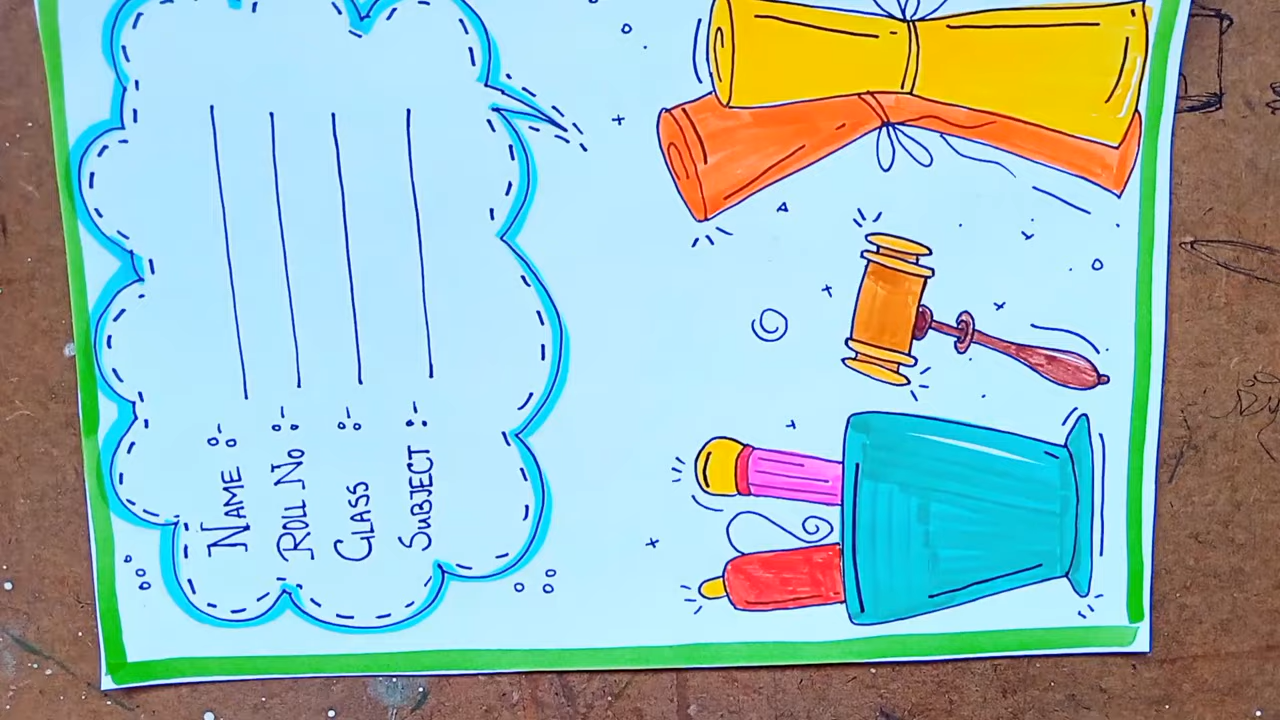 NAME :-
ROLL NO :-
CLASS :-
SUBJECT :-